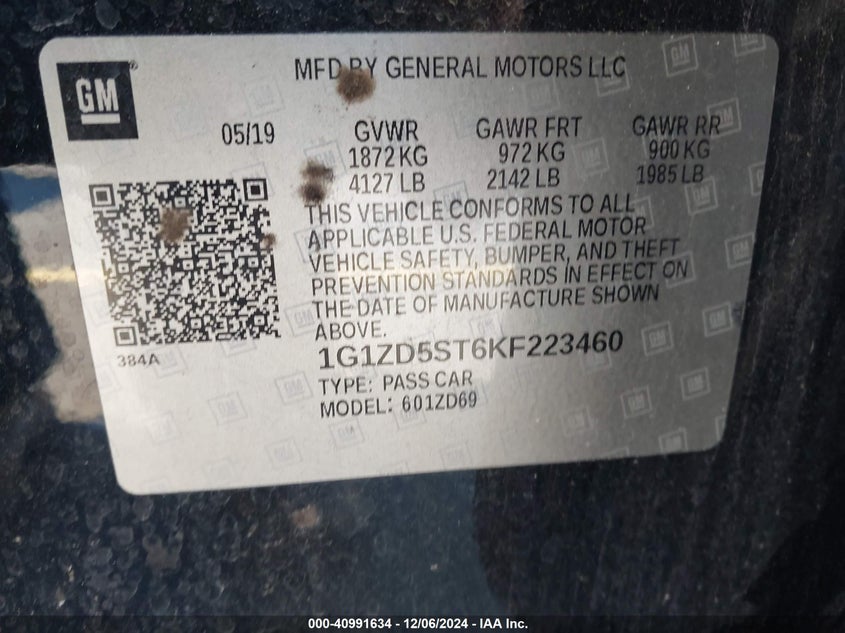 GM
MFD BY GENERAL MOTORS LLC
05/19 GVWR GAWR FRT GAWR RR
1872 KG 972 KG 900 KG
4127 LB 2142 LB 1985 LB
THIS VEHICLE CONFORMS TO ALL
APPLICABLE U.S. FEDERAL MOTOR
VEHICLE SAFETY, BUMPER, AND THEFT
PREVENTION STANDARDS IN EFFECT ON
THE DATE OF MANUFACTURE SHOWN
ABOVE.
384A
1G1ZD5ST6KF223460
TYPE: PASS CAR
MODEL: 601ZD69
000-40991634 - 12/06/2024 - IAA Inc.